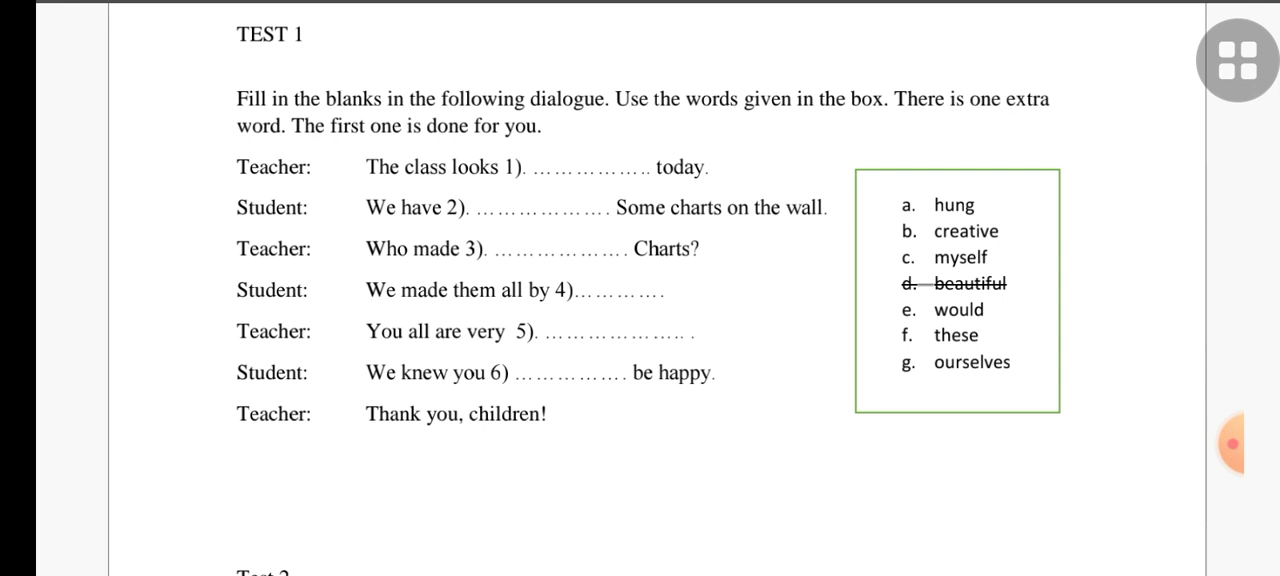 TEST 1
Fill in the blanks in the following dialogue. Use the words given in the box. There is one extra
word. The first one is done for you.
Teacher: The class looks 1). ………………. today.
Student: We have 2). ………………. Some charts on the wall.
Teacher: Who made 3). ………………. Charts?
Student: We made them all by 4)………….
Teacher: You all are very 5). ………………….. .
Student: We knew you 6) ……………. be happy.
Teacher: Thank you, children!
a. hung
b. creative
c. myself
d. beautiful
e. would
f. these
g. ourselves